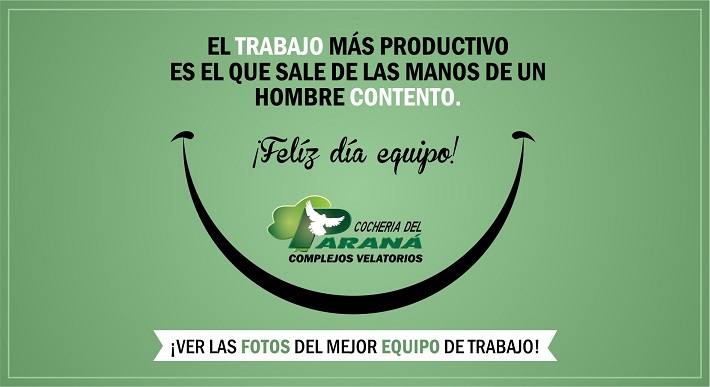 EL TRABAJO MÁS PRODUCTIVO
ES EL QUE SALE DE LAS MANOS DE UN
HOMBRE CONTENTO.
¡Felíz día equipo!
COCHERIA DEL
PARANÁ
COMPLEJOS VELATORIOS
¡VER LAS FOTOS DEL MEJOR EQUIPO DE TRABAJO!